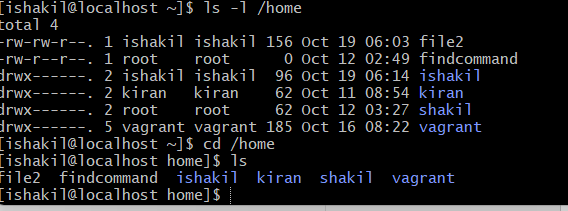 [ishakil@localhost ~]$ ls -l /home
total 4
-rw-rw-r--. 1 ishakil ishakil 156 Oct 19 06:03 file2
-rw-r--r--. 1 root    root      0 Oct 12 02:49 findcommand
drwx------. 2 ishakil ishakil  96 Oct 19 06:14 ishakil
drwx------. 2 kiran   kiran    62 Oct 11 08:54 kiran
drwx------. 2 root    root     62 Oct 12 03:27 shakil
drwx------. 5 vagrant vagrant 185 Oct 16 08:22 vagrant
[ishakil@localhost ~]$ cd /home
[ishakil@localhost home]$ ls
file2  findcommand  ishakil  kiran  shakil  vagrant
[ishakil@localhost home]$